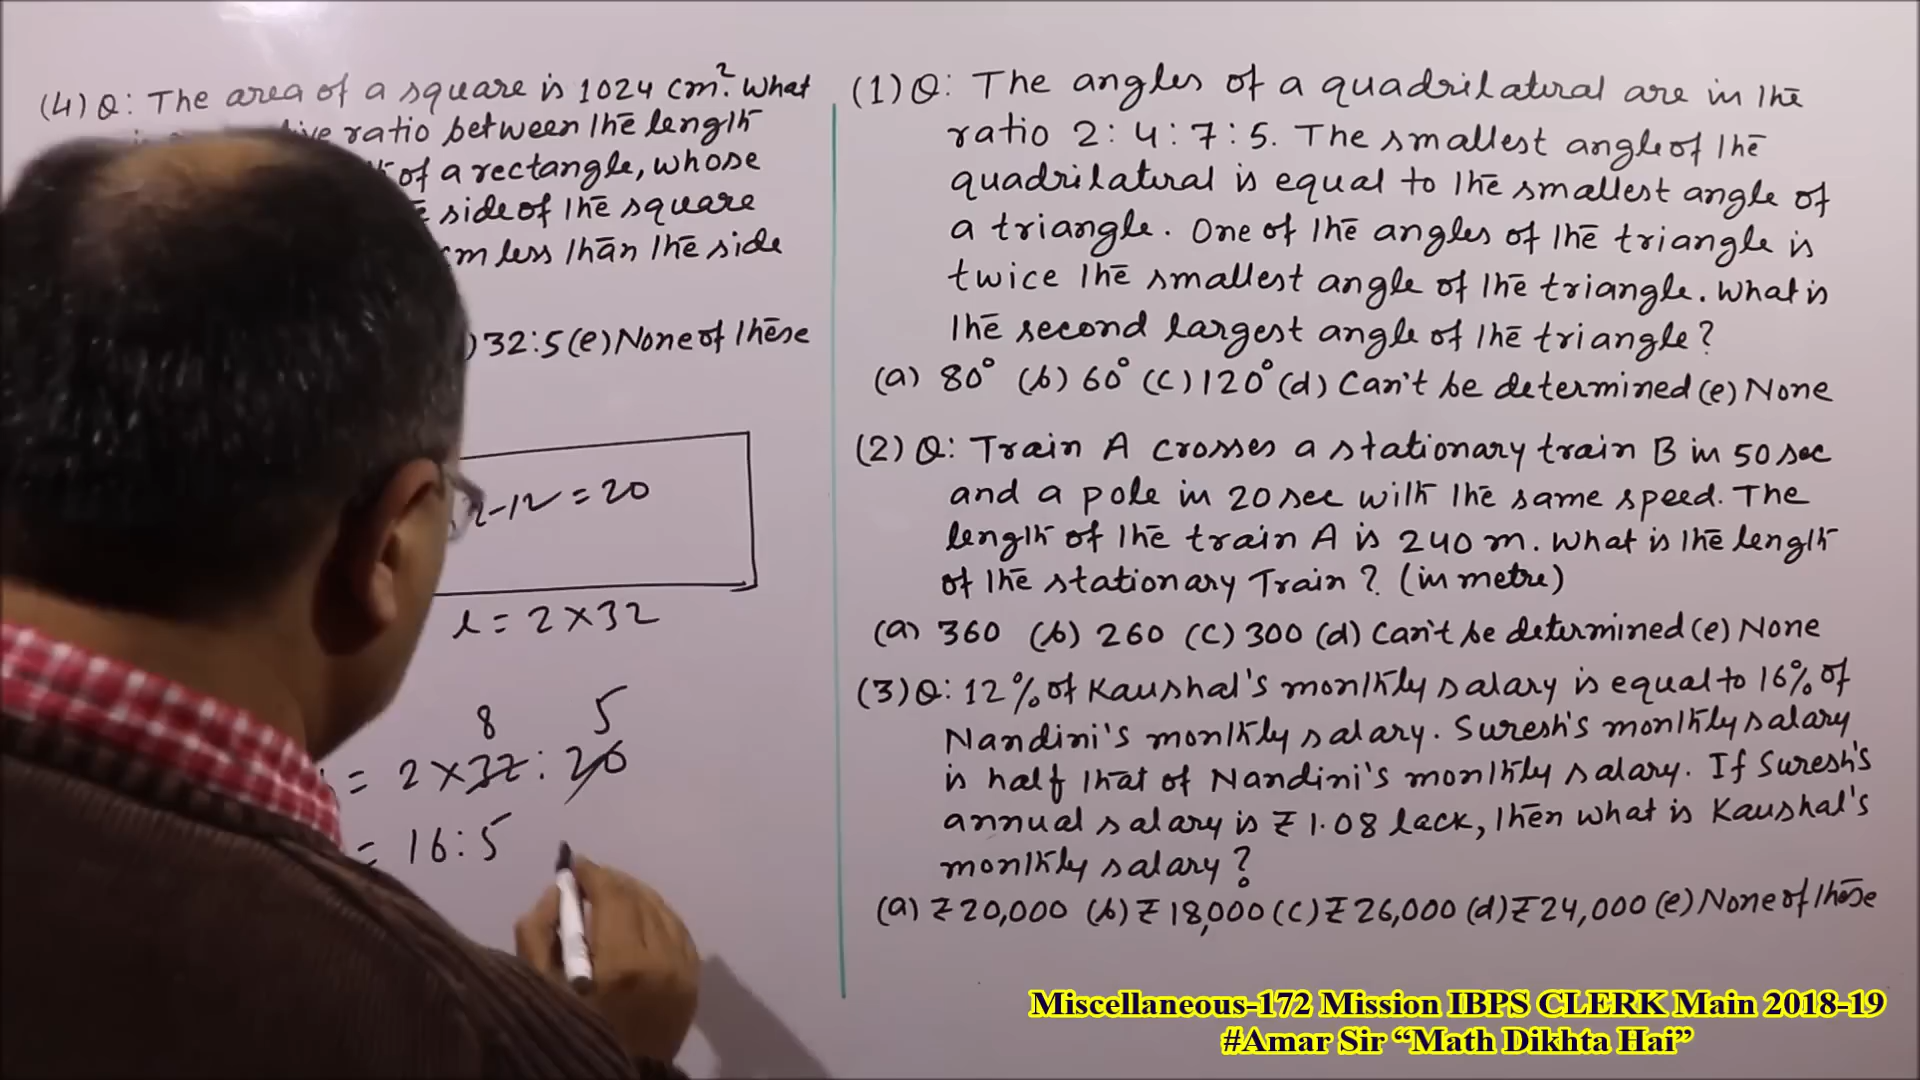 (4) Q: The area of a square is 1024 cm². What
ratio between the length
of a rectangle, whose
side of the square
cm less than the side
) 32:5 (e) None of these
2-12 = 20
l = 2×32
8 5
= 2×32 : 20
= 16:5
(1) Q: The angles of a quadrilatural are in the
ratio 2:4:7:5. The smallest angle of the
quadrilatural is equal to the smallest angle of
a triangle. One of the angles of the triangle is
twice the smallest angle of the triangle. What is
the second largest angle of the triangle?
(a) 80° (b) 60° (c) 120° (d) Can't be determined (e) None
(2) Q: Train A crosses a stationary train B in 50 sec
and a pole in 20 sec with the same speed. The
length of the train A is 240 m. What is the length
of the stationary Train? (in metre)
(a) 360 (b) 260 (c) 300 (d) Can't be determined (e) None
(3) Q: 12% of Kaushal's monthly salary is equal to 16% of
Nandini's monthly salary. Suresh's monthly salary
is half that of Nandini's monthly salary. If Suresh's
annual salary is ₹1.08 lack, then what is Kaushal's
monthly salary?
(a) ₹20,000 (b) ₹18,000 (c) ₹26,000 (d) ₹24,000 (e) None of these
Miscellaneous-172 Mission IBPS CLERK Main 2018-19
#Amar Sir “Math Dikhta Hai”